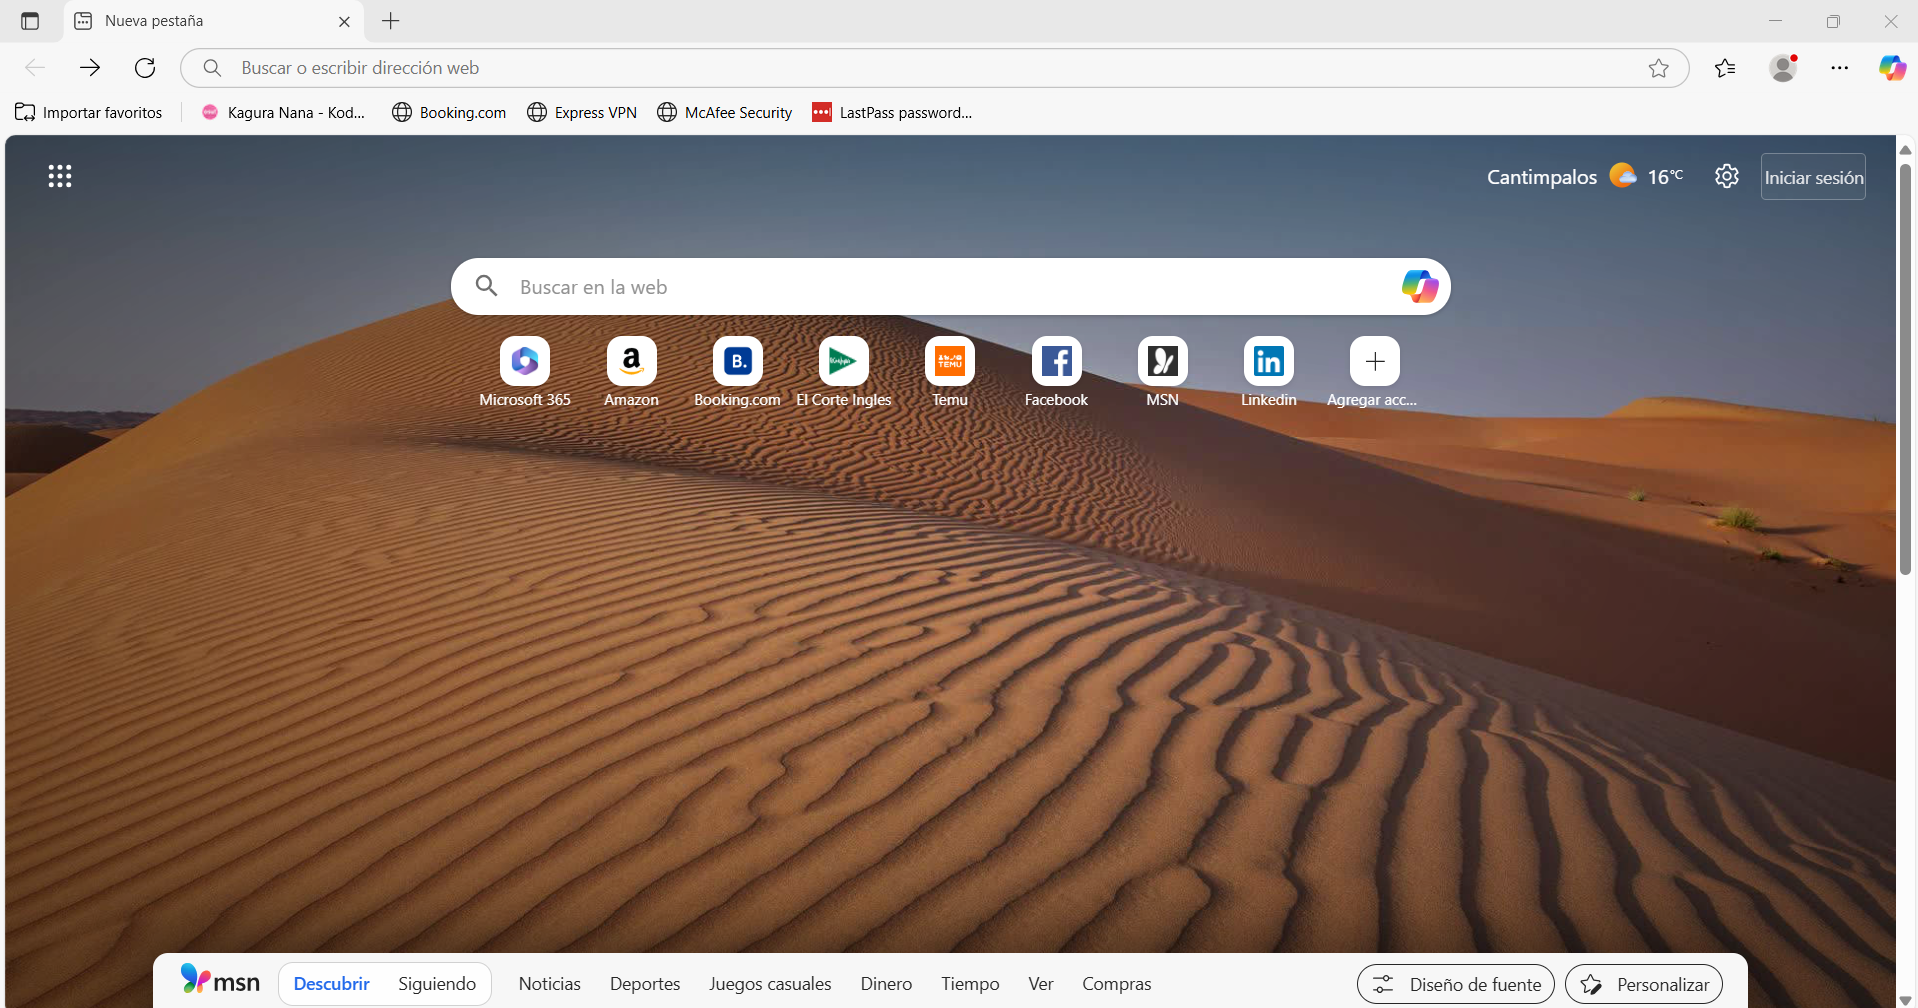 Nueva pestaña
Buscar o escribir dirección web
Importar favoritos
Kagura Nana - Kod...
Booking.com
Express VPN
McAfee Security
LastPass password...
Cantimpalos
16°C
Iniciar sesión
Buscar en la web
Microsoft 365
Amazon
Booking.com
El Corte Ingles
Temu
Facebook
MSN
Linkedin
Agregar acc...
msn
Descubrir
Siguiendo
Noticias
Deportes
Juegos casuales
Dinero
Tiempo
Ver
Compras
Diseño de fuente
Personalizar